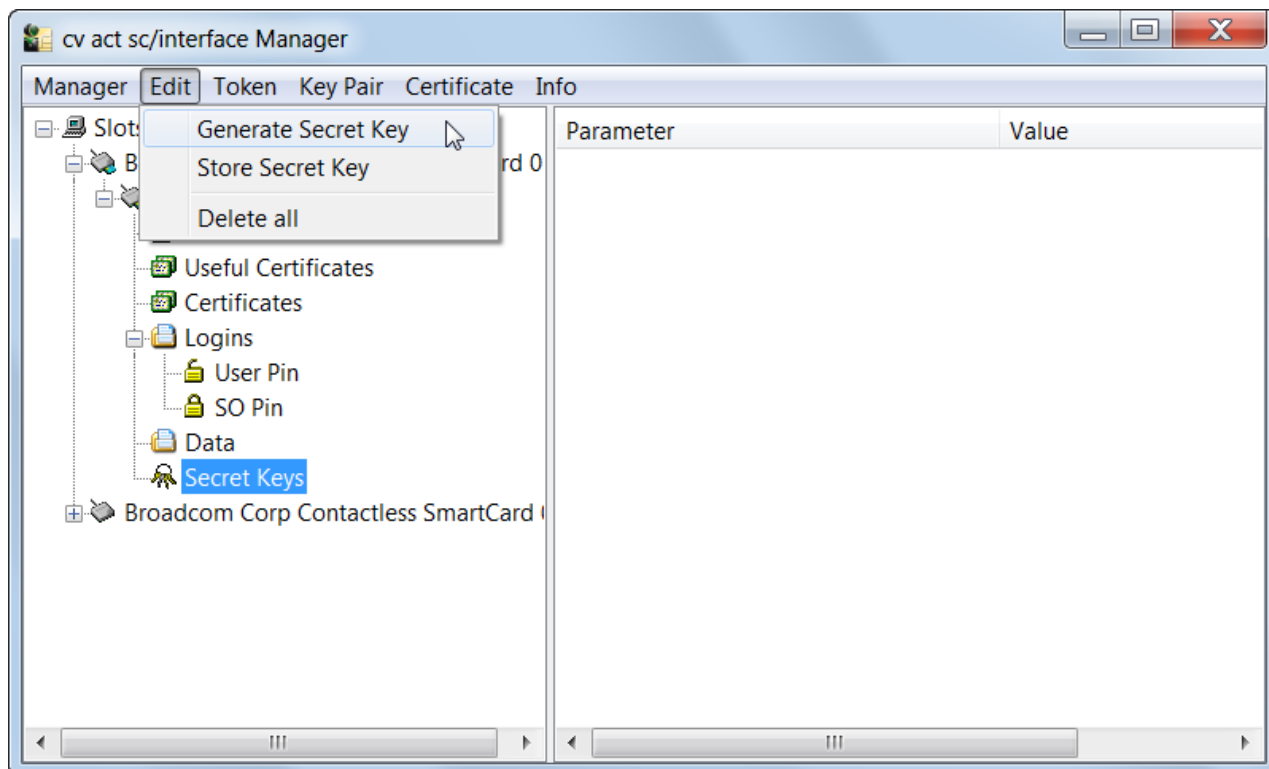 cv act sc/interface Manager
Manager Edit Token Key Pair Certificate Info
Slots
Generate Secret Key
Parameter Value
B rd 0
Store Secret Key
Delete all
Useful Certificates
Certificates
Logins
User Pin
SO Pin
Data
Secret Keys
Broadcom Corp Contactless SmartCard